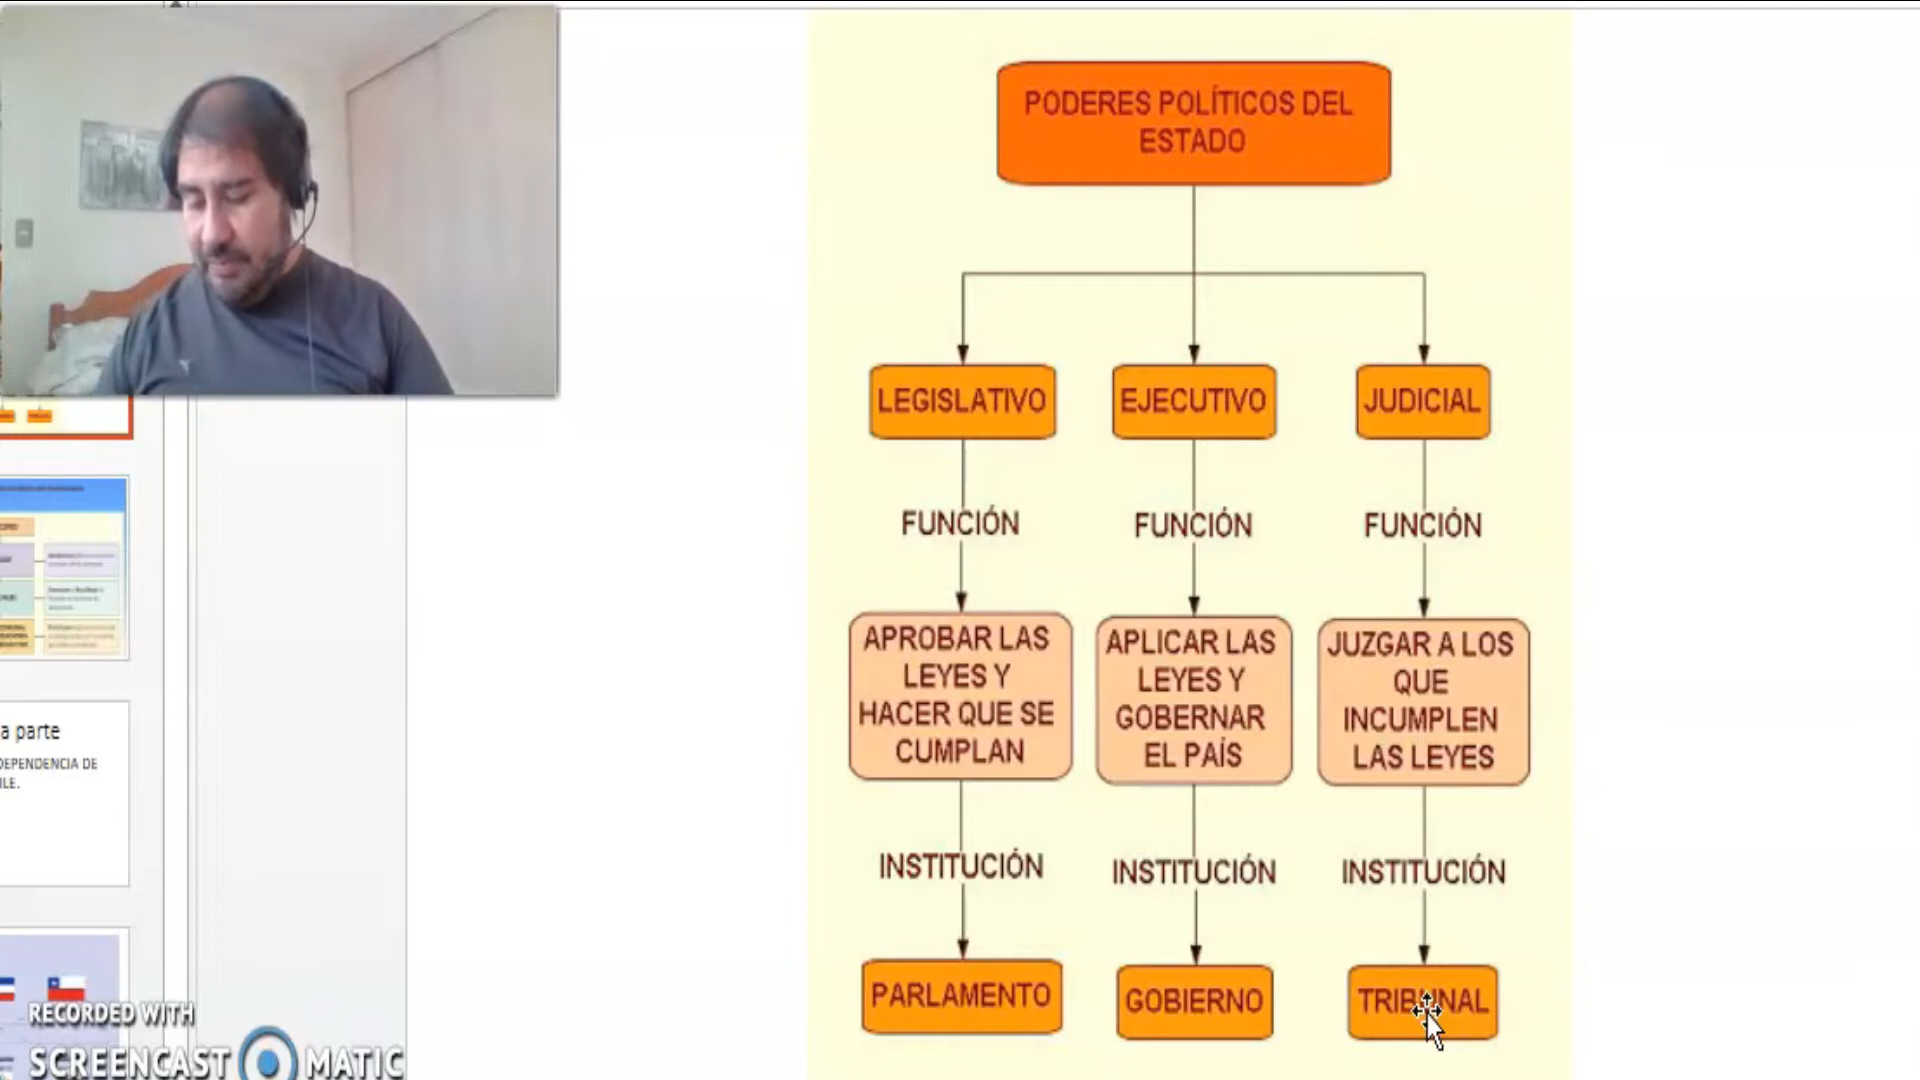 PODERES POLÍTICOS DEL
ESTADO
LEGISLATIVO
EJECUTIVO
JUDICIAL
FUNCIÓN
FUNCIÓN
FUNCIÓN
APROBAR LAS
LEYES Y
HACER QUE SE
CUMPLAN
APLICAR LAS
LEYES Y
GOBERNAR
EL PAÍS
JUZGAR A LOS
QUE
INCUMPLEN
LAS LEYES
INSTITUCIÓN
INSTITUCIÓN
INSTITUCIÓN
PARLAMENTO
GOBIERNO
TRIBUNAL
a parte
DEPENDENCIA DE
ILE.
RECORDED WITH
SCREENCAST MATIC